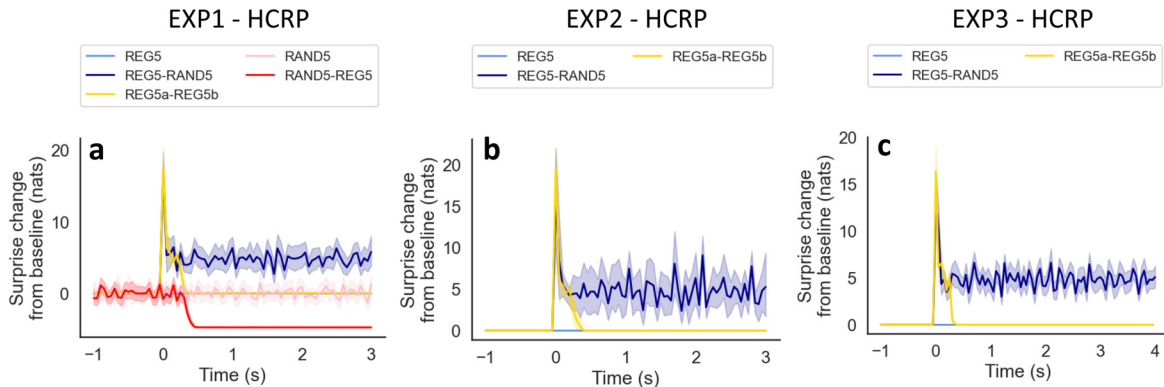 EXP1 - HCRP
REG5
REG5-RAND5
REG5a-REG5b
RAND5
RAND5-REG5
a
Surprise change
from baseline (nats)
20
10
0
−1
0
1
2
3
Time (s)
EXP2 - HCRP
REG5
REG5-RAND5
REG5a-REG5b
b
Surprise change
from baseline (nats)
20
15
10
5
0
−1
0
1
2
3
Time (s)
EXP3 - HCRP
REG5
REG5-RAND5
REG5a-REG5b
c
Surprise change
from baseline (nats)
20
15
10
5
0
−1
0
1
2
3
4
Time (s)